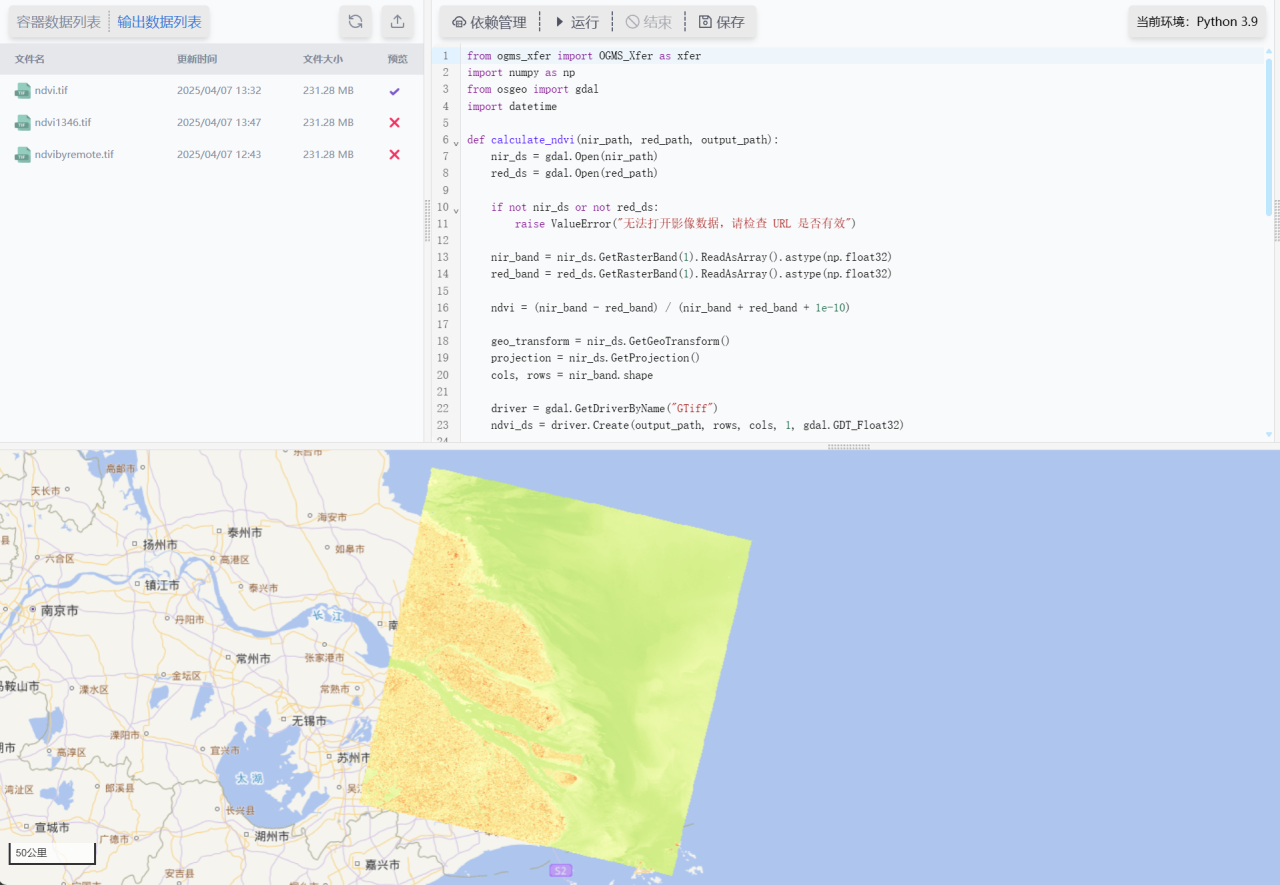 容器数据列表 输出数据列表
依赖管理 运行 结束 保存
当前环境：Python 3.9
文件名 更新时间 文件大小 预览
ndvi.tif 2025/04/07 13:32 231.28 MB
ndvi1346.tif 2025/04/07 13:47 231.28 MB
ndvibyremote.tif 2025/04/07 12:43 231.28 MB
1 from ogms_xfer import OGMS_Xfer as xfer
2 import numpy as np
3 from osgeo import gdal
4 import datetime
5
6 def calculate_ndvi(nir_path, red_path, output_path):
7 nir_ds = gdal.Open(nir_path)
8 red_ds = gdal.Open(red_path)
9
10 if not nir_ds or not red_ds:
11 raise ValueError("无法打开影像数据，请检查 URL 是否有效")
12
13 nir_band = nir_ds.GetRasterBand(1).ReadAsArray().astype(np.float32)
14 red_band = red_ds.GetRasterBand(1).ReadAsArray().astype(np.float32)
15
16 ndvi = (nir_band - red_band) / (nir_band + red_band + 1e-10)
17
18 geo_transform = nir_ds.GetGeoTransform()
19 projection = nir_ds.GetProjection()
20 cols, rows = nir_band.shape
21
22 driver = gdal.GetDriverByName("GTiff")
23 ndvi_ds = driver.Create(output_path, rows, cols, 1, gdal.GDT_Float32)
24
东台市
高邮市
天长市
海安市
泰州市
县
扬州市
如皋市
六合区
高港区
镇江市
泰兴市
南京市
丹阳市
长 江
南
常州市
张家港市
金坛区
马鞍山市
溧水区
常熟市
无锡市
溧阳市
湖市
高淳区
宜兴市
苏州市
太 湖
湾沚区
郎溪县
吴江
长兴县
宣城市
广德市
湖州市
50公里
嘉兴市
安吉县
S2